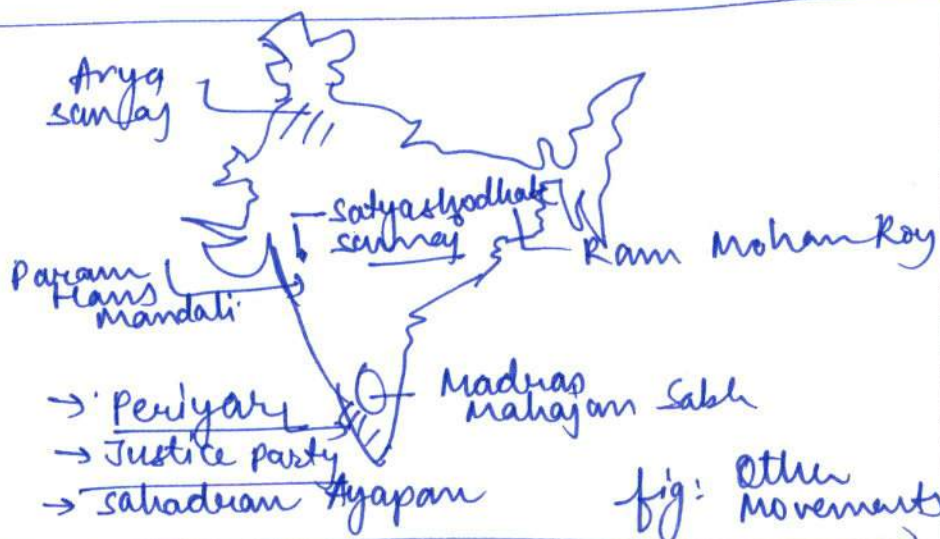 Arya
samaj
Satyashodhak
samaj
Ram Mohan Roy
Param
Hans
Mandali
Madras
Mahajan Sabh
→ Periyar
→ Justice Party
→ sahadran Ayapan
fig: Other
Movements